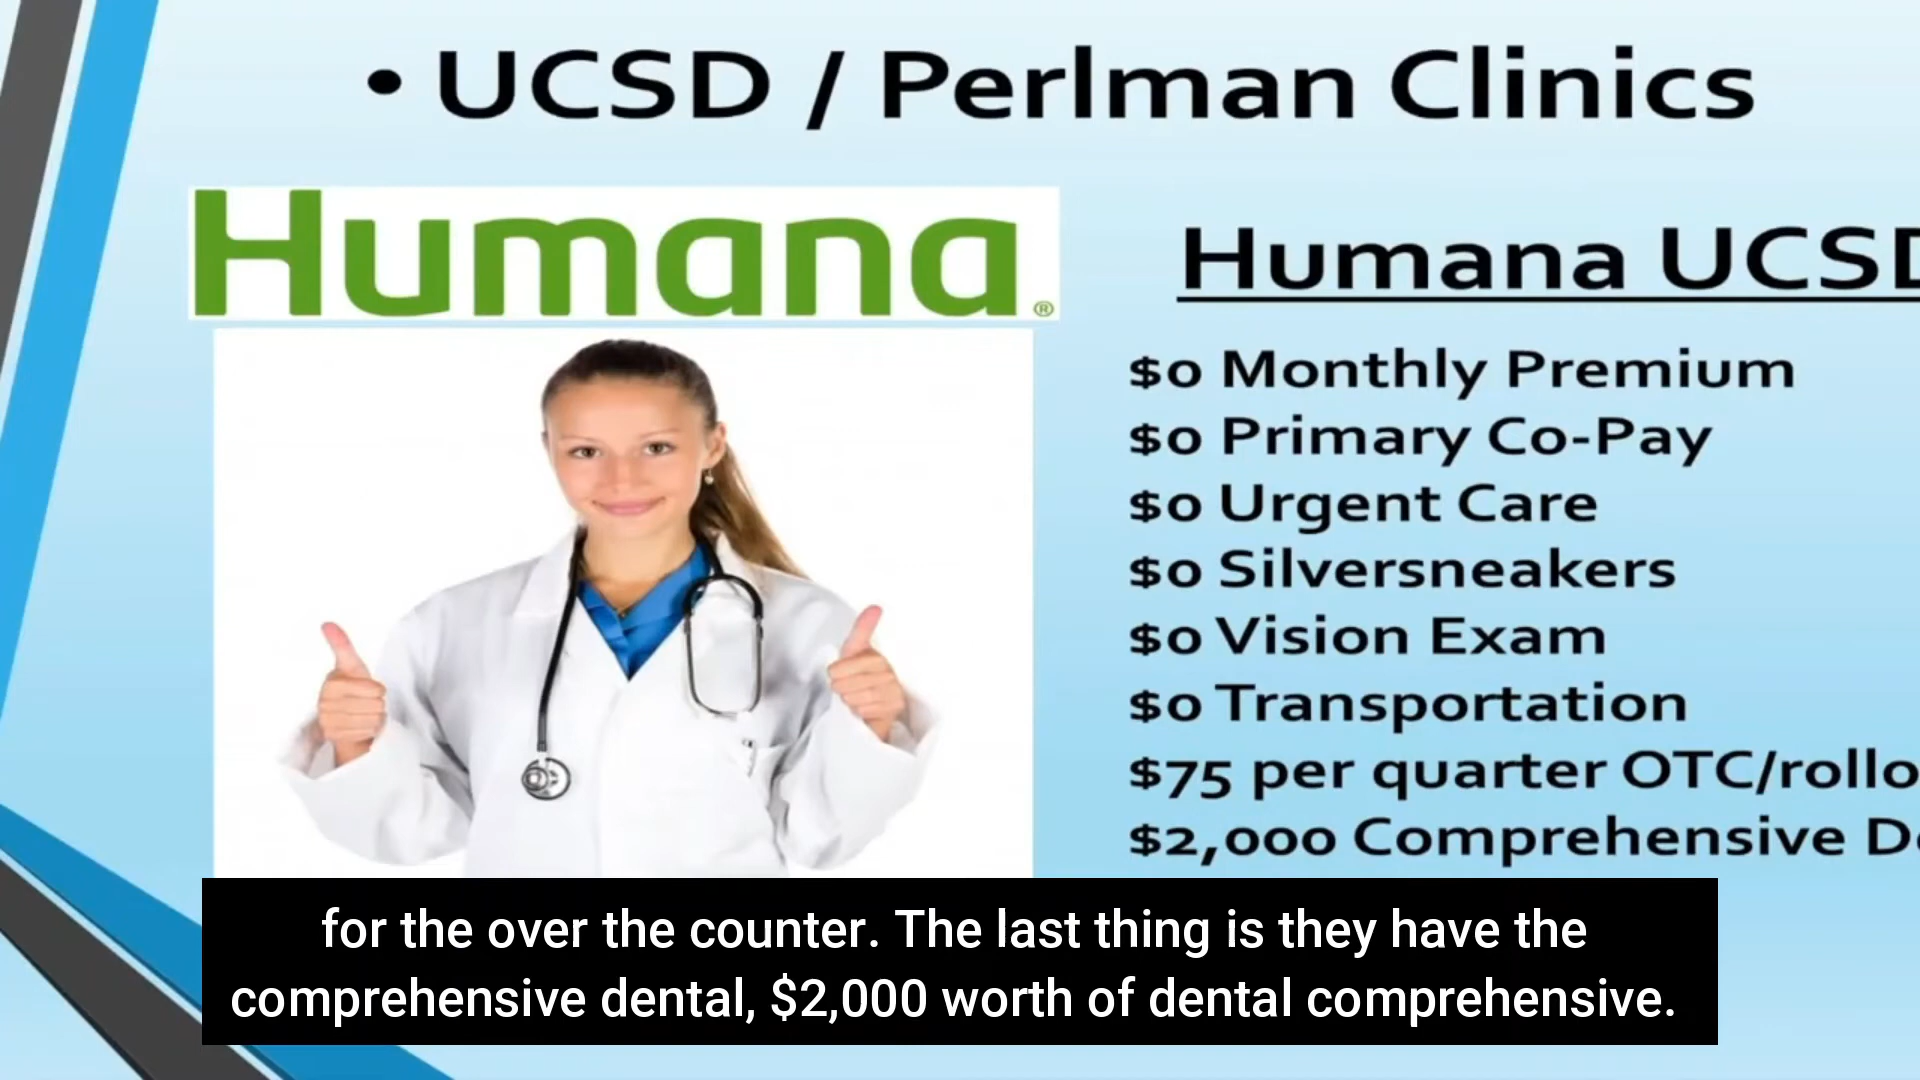 • UCSD / Perlman Clinics
Humana®
Humana UCSD
$0 Monthly Premium
$0 Primary Co-Pay
$0 Urgent Care
$0 Silversneakers
$0 Vision Exam
$0 Transportation
$75 per quarter OTC/rollo
$2,000 Comprehensive De
for the over the counter. The last thing is they have the
comprehensive dental, $2,000 worth of dental comprehensive.